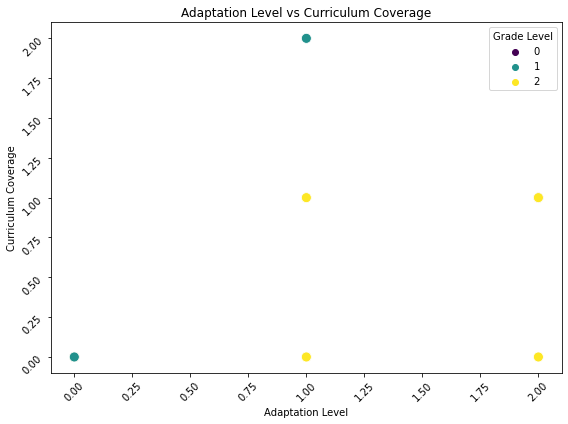 Adaptation Level vs Curriculum Coverage
Grade Level
0
1
2
2.00
1.75
1.50
1.25
1.00
0.75
0.50
0.25
0.00
Curriculum Coverage
0.00 0.25 0.50 0.75 1.00 1.25 1.50 1.75 2.00
Adaptation Level